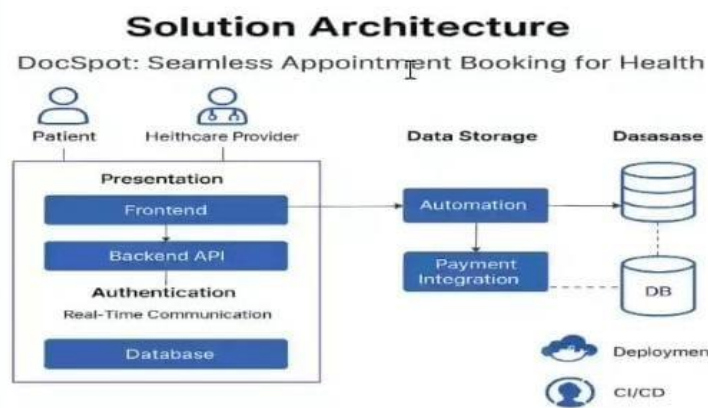 Solution Architecture
DocSpot: Seamless Appointment Booking for Health
Patient
Heithcare Provider
Data Storage
Dasasase
Presentation
Frontend
Automation
Backend API
Payment
Integration
Authentication
Real-Time Communication
DB
Database
Deploymen
CI/CD